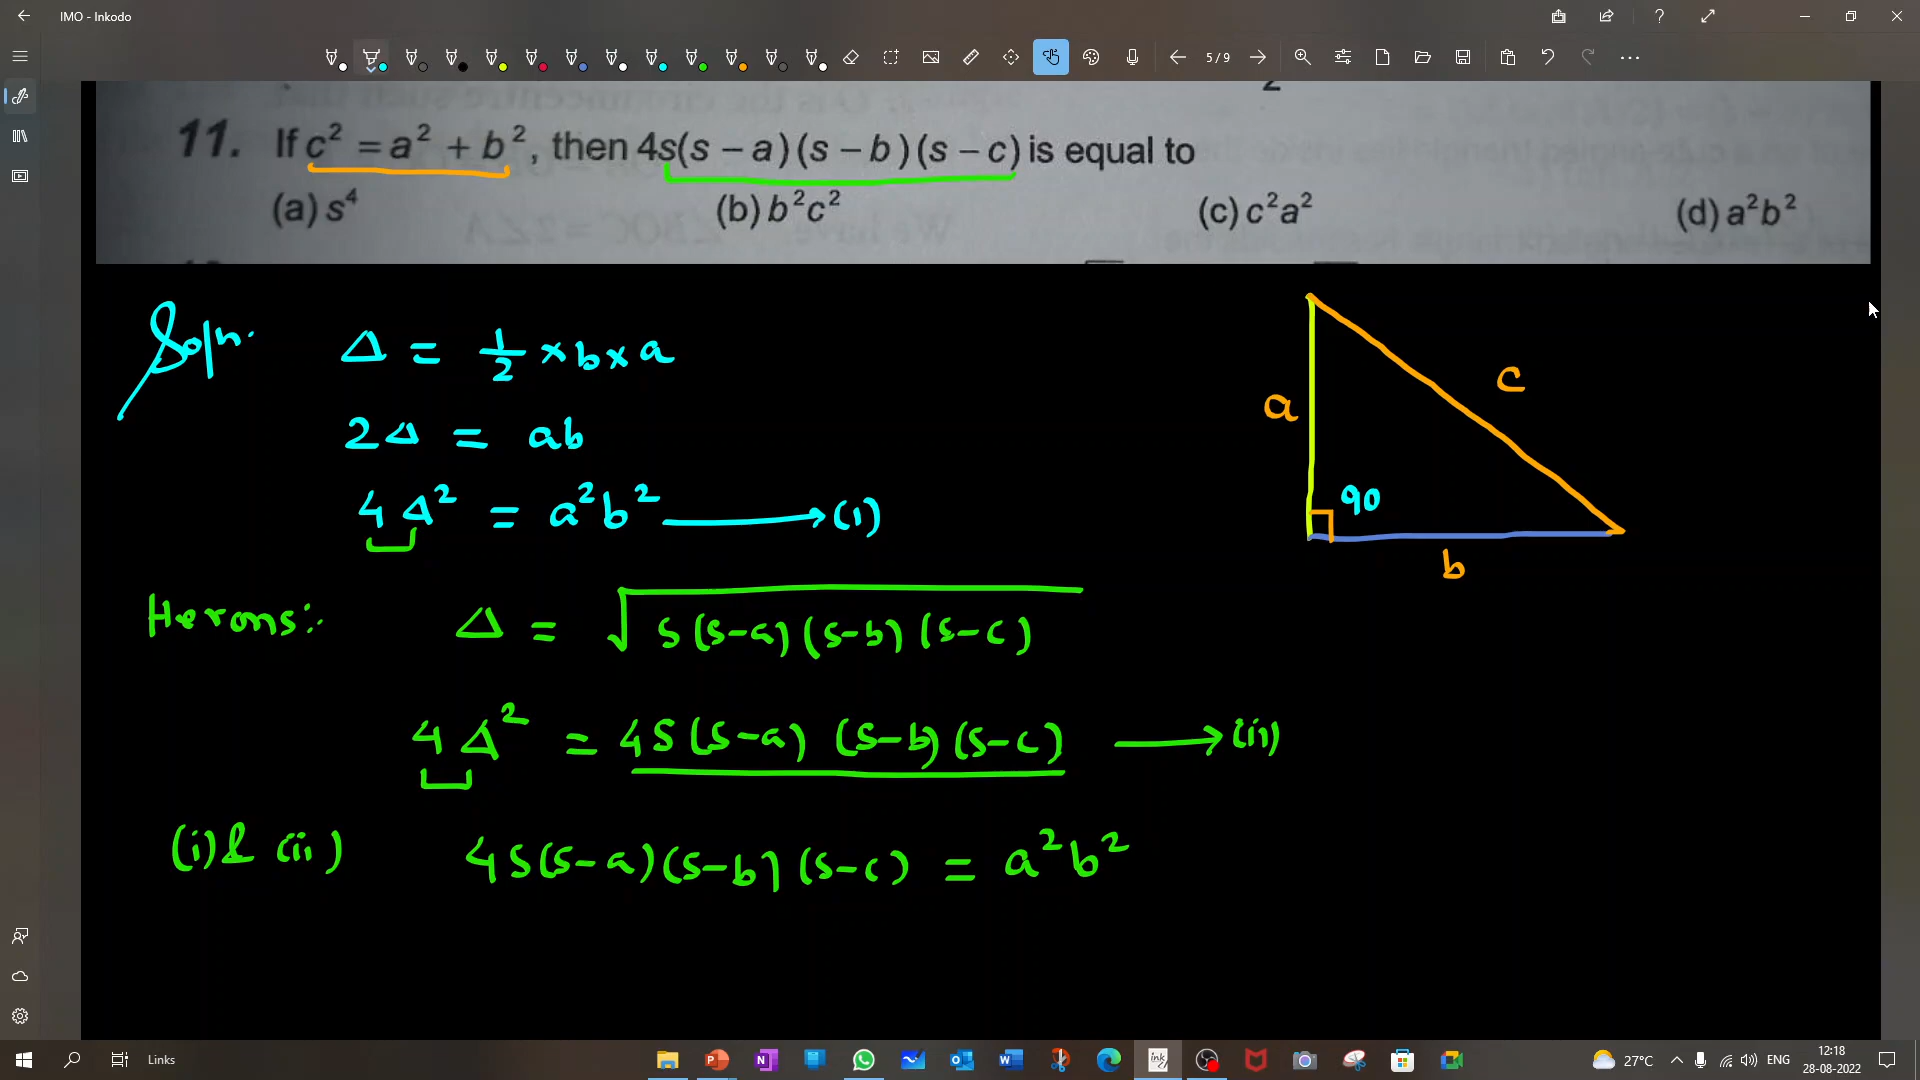 IMO - Inkodo
5 / 9
2
11. If c² = a² + b², then 4s(s – a)(s – b)(s – c) is equal to
(a) s⁴ (b) b²c² (c) c²a² (d) a²b²
Soln.
Δ = 1/2 × b × a
2Δ = ab
4Δ² = a²b² → (i)
a
c
90
b
Herons:
Δ = √s(s-a)(s-b)(s-c)
4Δ² = 4s(s-a)(s-b)(s-c) → (ii)
(i) & (ii) 4s(s-a)(s-b)(s-c) = a²b²
Links
27°C
ENG
12:18
28-08-2022